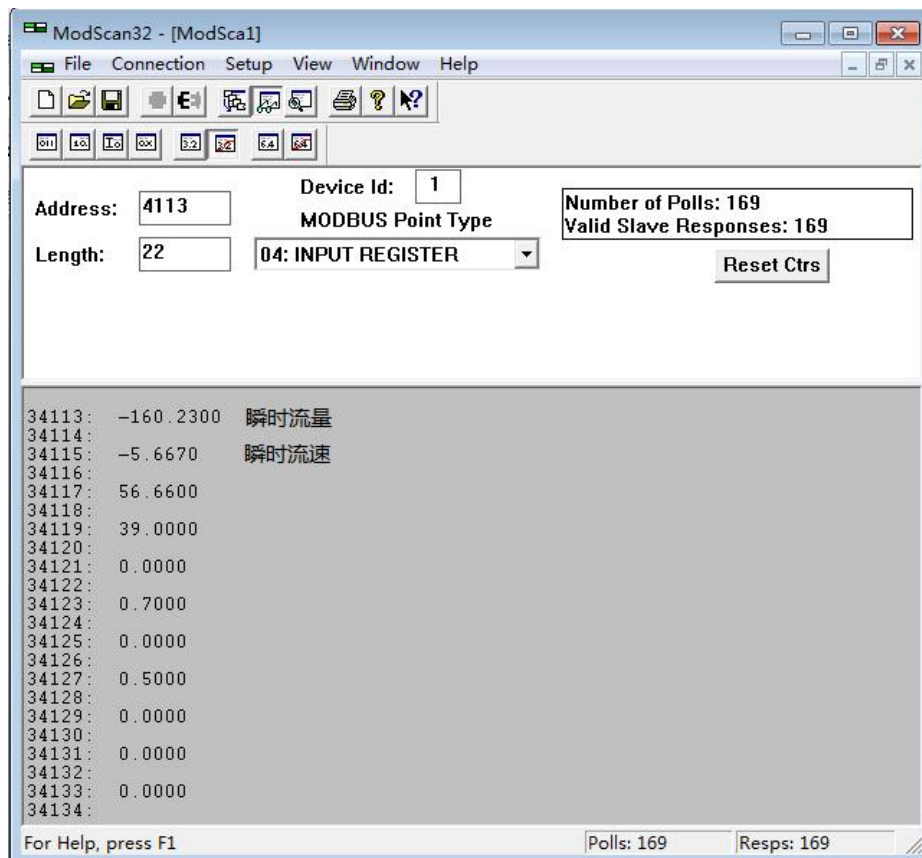 ModScan32 - [ModSca1]
File Connection Setup View Window Help
Address: 4113
Device Id: 1
MODBUS Point Type
Length: 22
04: INPUT REGISTER
Number of Polls: 169
Valid Slave Responses: 169
Reset Ctrs
34113: -160.2300 瞬时流量
34114:
34115: -5.6670 瞬时流速
34116:
34117: 56.6600
34118:
34119: 39.0000
34120:
34121: 0.0000
34122:
34123: 0.7000
34124:
34125: 0.0000
34126:
34127: 0.5000
34128:
34129: 0.0000
34130:
34131: 0.0000
34132:
34133: 0.0000
34134:
For Help, press F1
Polls: 169
Resps: 169